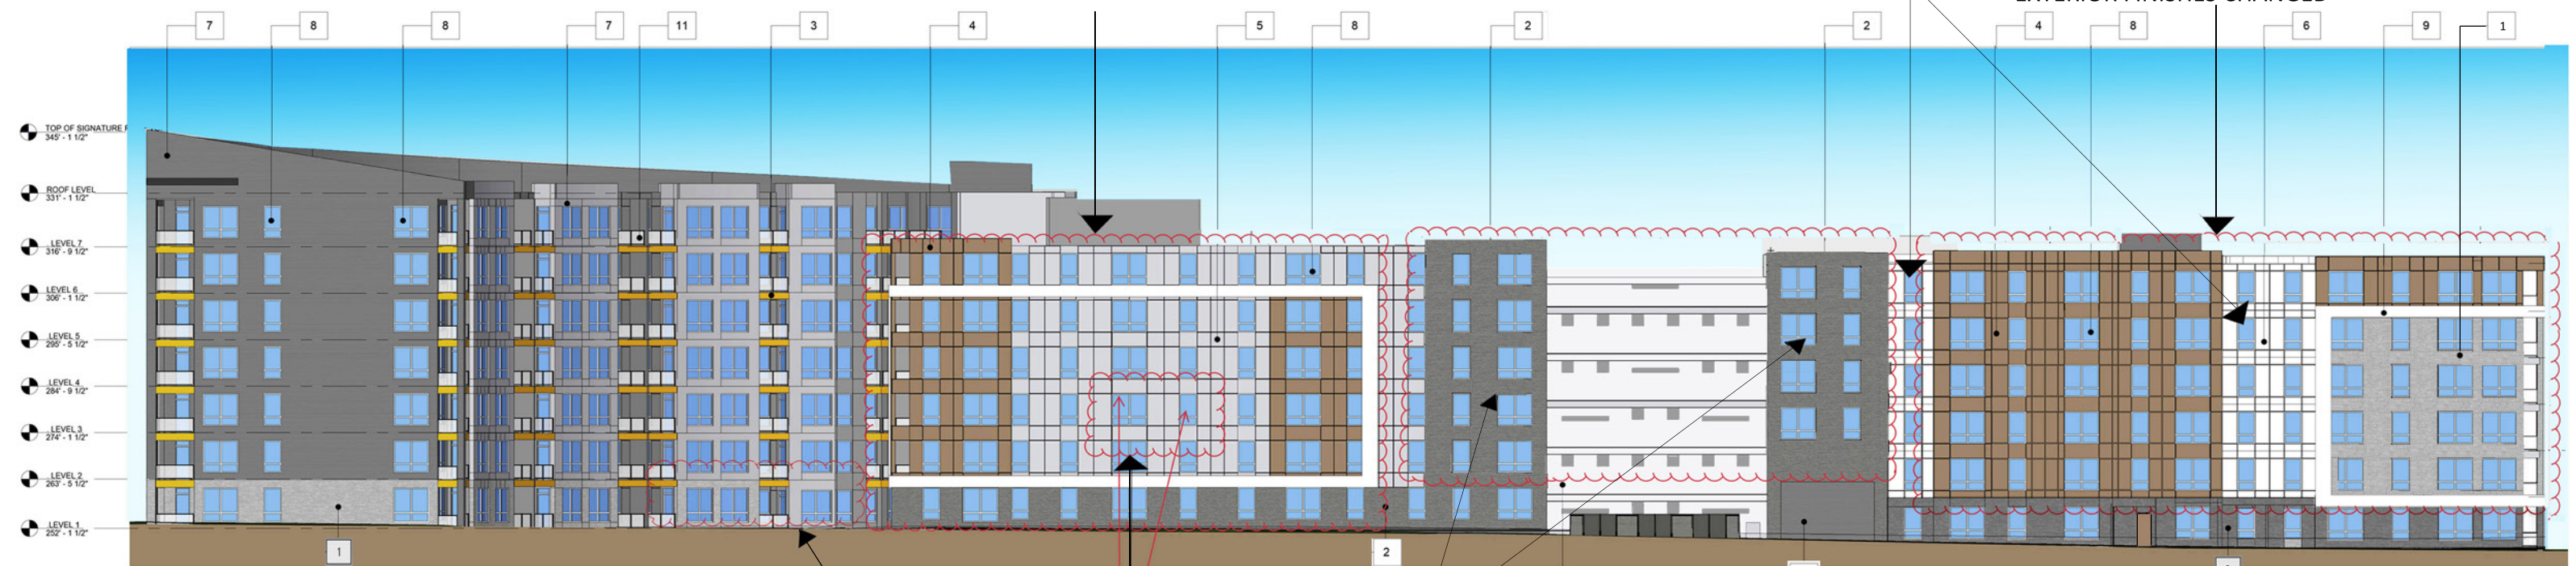 EXTERIOR FINISHES CHANGED
7 8 8 7 11 3 4 5 8 2 2 4 8 6 9 1
TOP OF SIGNATURE
345' - 1 1/2"
ROOF LEVEL
331' - 1 1/2"
LEVEL 7
316' - 9 1/2"
LEVEL 6
306' - 1 1/2"
LEVEL 5
295' - 5 1/2"
LEVEL 4
284' - 9 1/2"
LEVEL 3
274' - 1 1/2"
LEVEL 2
263' - 5 1/2"
LEVEL 1
252' - 1 1/2"
1 2